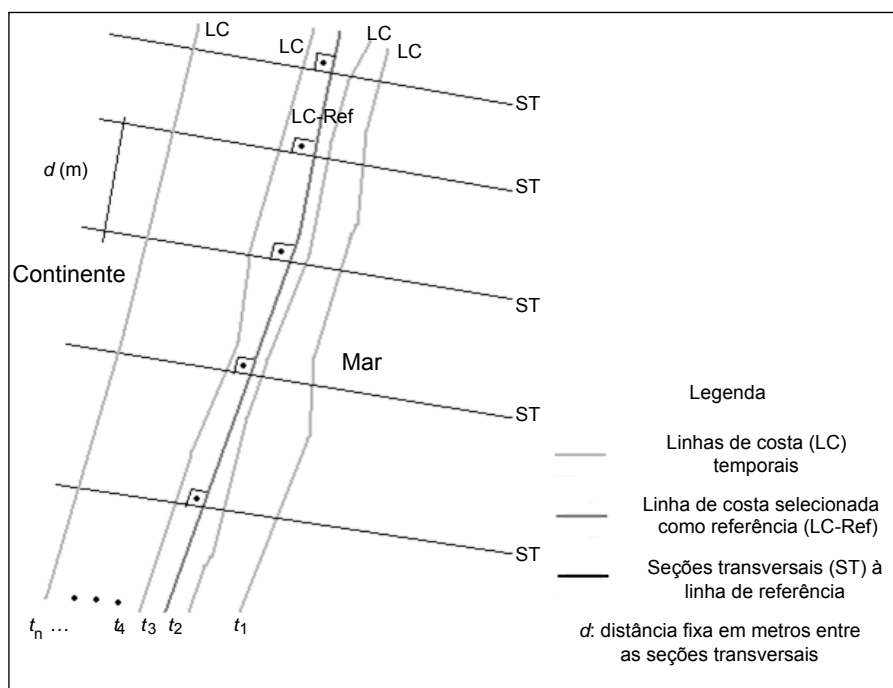 LC
LC
LC
LC
ST
LC-Ref
ST
d (m)
Continente
ST
Mar
ST
ST
tn ... t4 t3 t2 t1
Legenda
Linhas de costa (LC)
temporais
Linha de costa selecionada
como referência (LC-Ref)
Seções transversais (ST) à
linha de referência
d: distância fixa em metros entre
as seções transversais